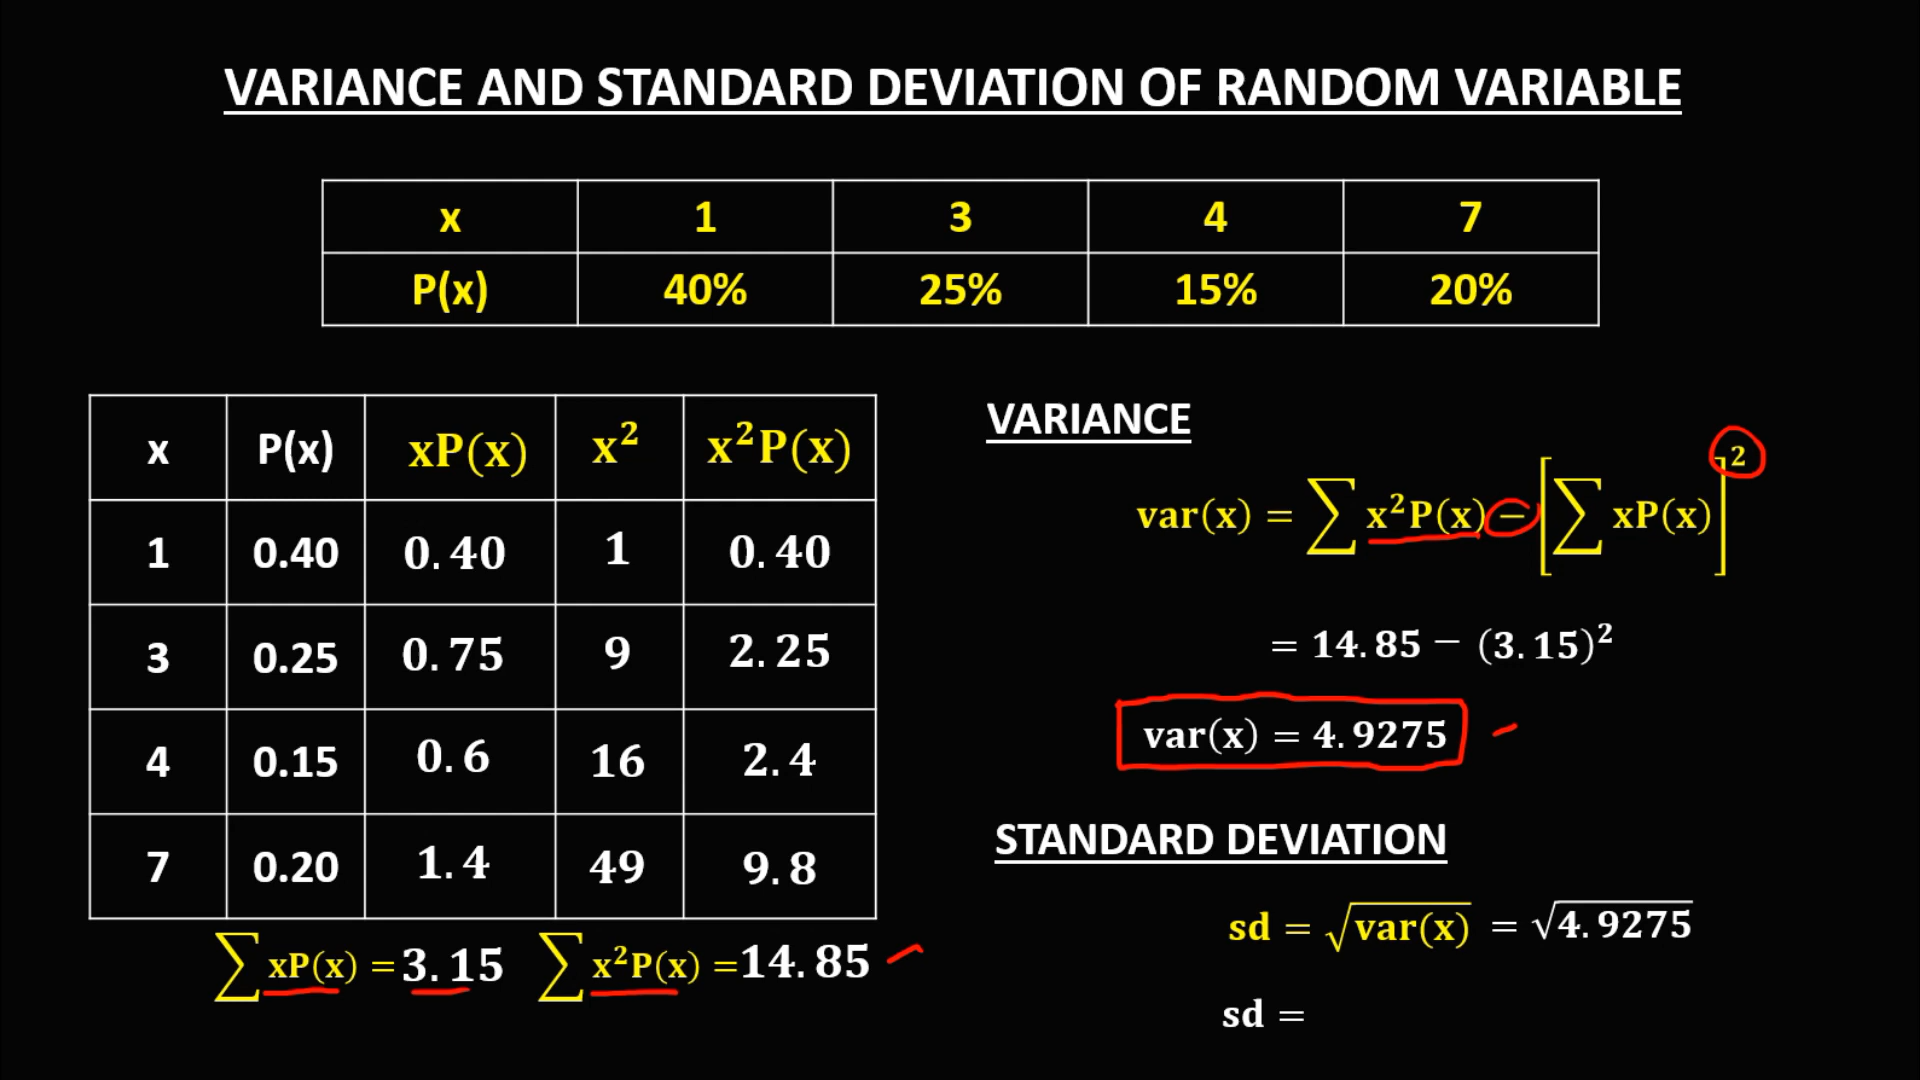 VARIANCE AND STANDARD DEVIATION OF RANDOM VARIABLE
x 1 3 4 7
P(x) 40% 25% 15% 20%
x P(x) xP(x) x² x²P(x)
1 0.40 0.40 1 0.40
3 0.25 0.75 9 2.25
4 0.15 0.6 16 2.4
7 0.20 1.4 49 9.8
∑xP(x) =3.15 ∑x²P(x) =14.85
VARIANCE
var(x) = ∑x²P(x) − [∑xP(x)]²
= 14.85 − (3.15)²
var(x) = 4.9275
STANDARD DEVIATION
sd = √var(x) = √4.9275
sd =